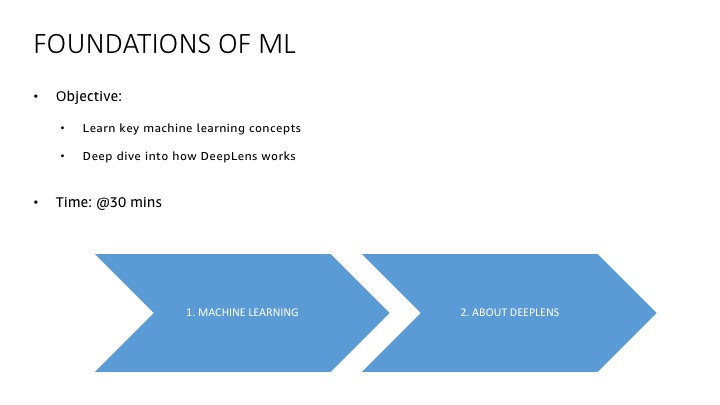 FOUNDATIONS OF ML
• Objective:
• Learn key machine learning concepts
• Deep dive into how DeepLens works
• Time: @30 mins
1. MACHINE LEARNING
2. ABOUT DEEPLENS